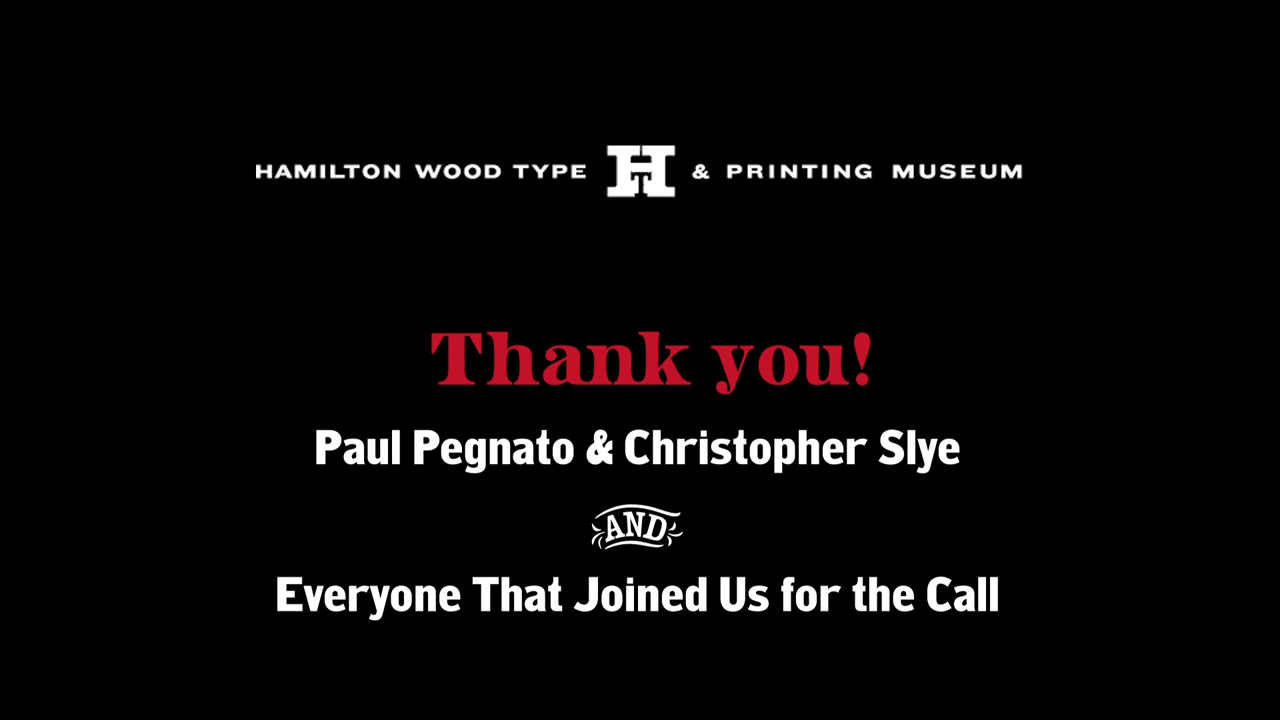 HAMILTON WOOD TYPE HT & PRINTING MUSEUM
Thank you!
Paul Pegnato & Christopher Slye
AND
Everyone That Joined Us for the Call